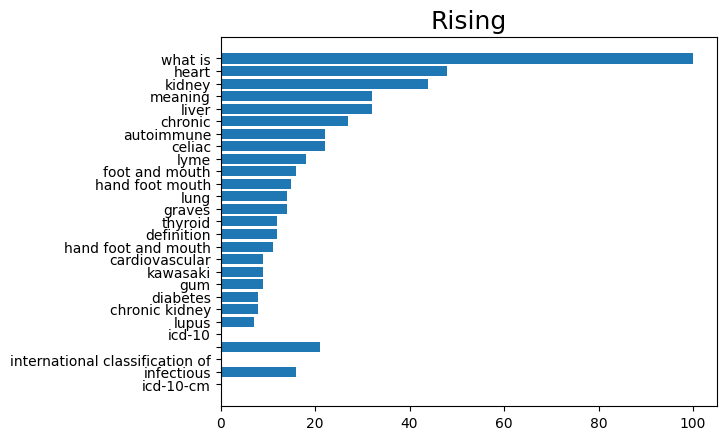 Rising
what is
heart
kidney
meaning
liver
chronic
autoimmune
celiac
lyme
foot and mouth
hand foot mouth
lung
graves
thyroid
definition
hand foot and mouth
cardiovascular
kawasaki
gum
diabetes
chronic kidney
lupus
icd-10
international classification of
infectious
icd-10-cm
0 20 40 60 80 100